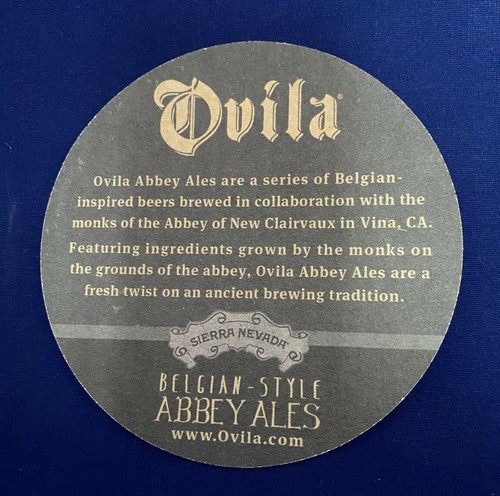 Ovila®
Ovila Abbey Ales are a series of Belgian-
inspired beers brewed in collaboration with the
monks of the Abbey of New Clairvaux in Vina, CA.
Featuring ingredients grown by the monks on
the grounds of the abbey, Ovila Abbey Ales are a
fresh twist on an ancient brewing tradition.
SIERRA NEVADA
BELGIAN-STYLE
ABBEY ALES
www.Ovila.com